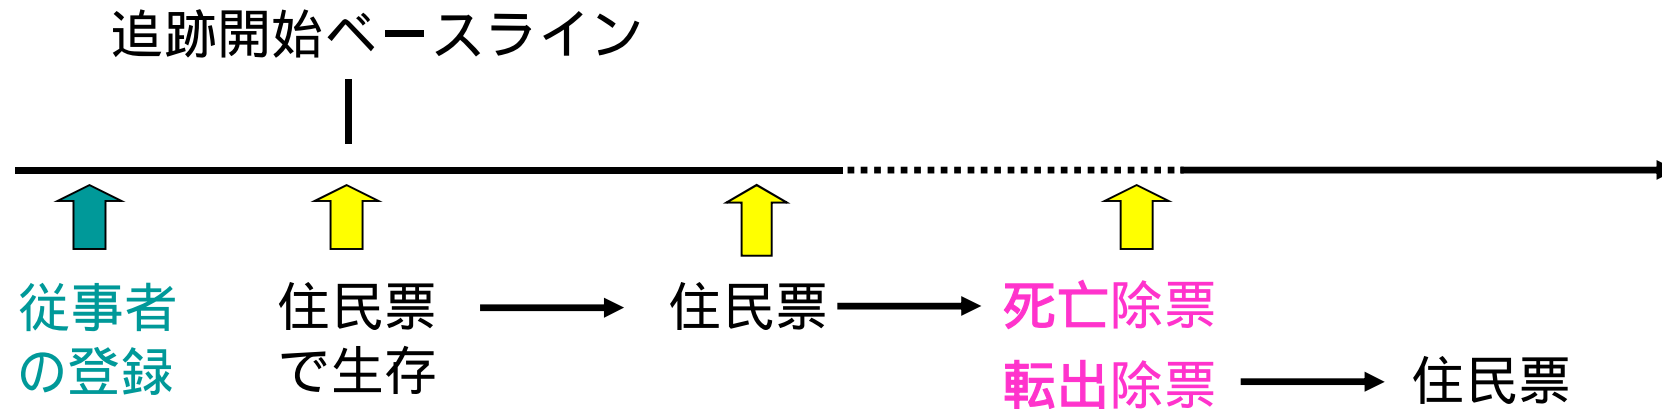 追跡開始ベースライン
従事者
の登録
住民票
で生存
住民票
死亡除票
転出除票
住民票